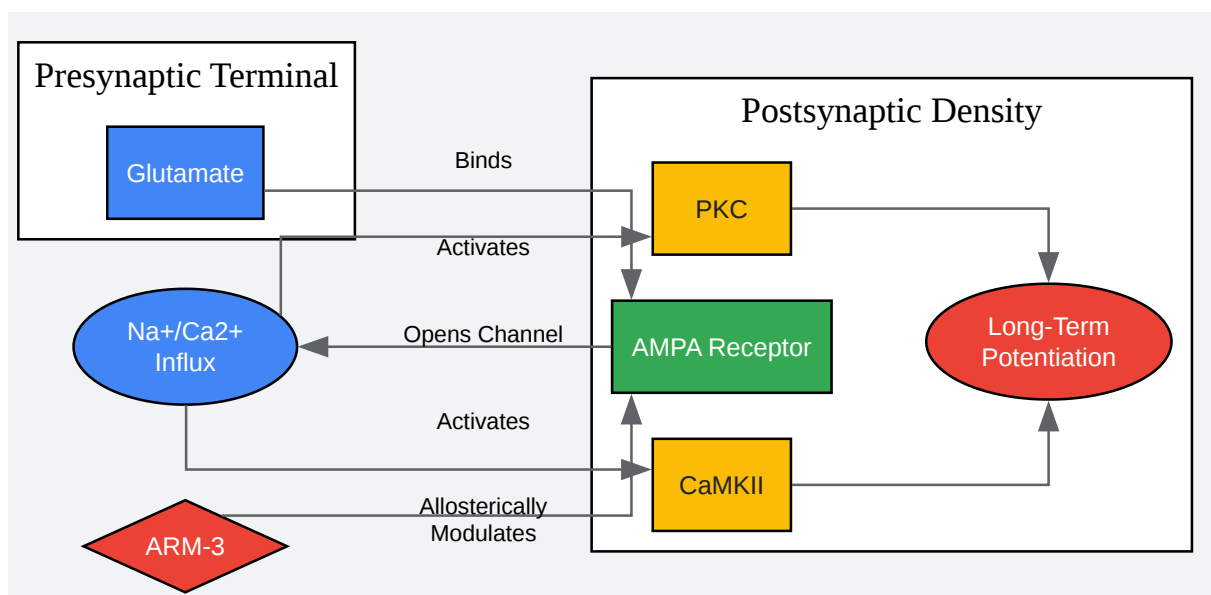 Presynaptic Terminal
Glutamate
Binds
Activates
Postsynaptic Density
PKC
Na+/Ca2+
Influx
Opens Channel
AMPA Receptor
Long-Term
Potentiation
Activates
CaMKII
Allosterically
Modulates
ARM-3